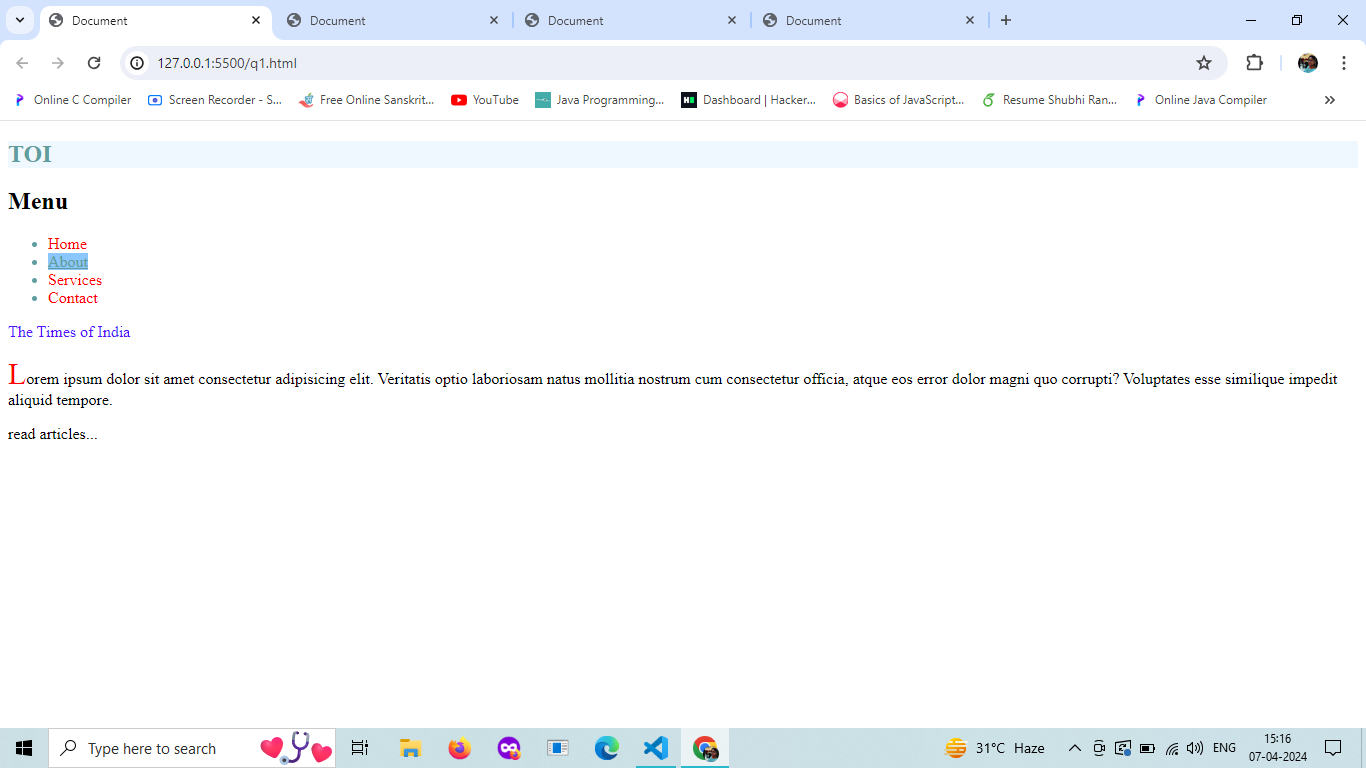 Document
Document
Document
Document
127.0.0.1:5500/q1.html
Online C Compiler
Screen Recorder - S...
Free Online Sanskrit...
YouTube
Java Programming...
Dashboard | Hacker...
Basics of JavaScript...
Resume Shubhi Ran...
Online Java Compiler
TOI
Menu
Home
About
Services
Contact
The Times of India
Lorem ipsum dolor sit amet consectetur adipisicing elit. Veritatis optio laboriosam natus mollitia nostrum cum consectetur officia, atque eos error dolor magni quo corrupti? Voluptates esse similique impedit
aliquid tempore.
read articles...
Type here to search
31°C Haze
ENG
15:16
07-04-2024